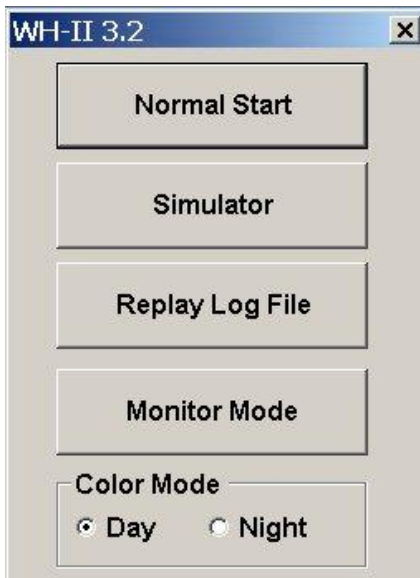 WH-II 3.2
Normal Start
Simulator
Replay Log File
Monitor Mode
Color Mode
Day Night